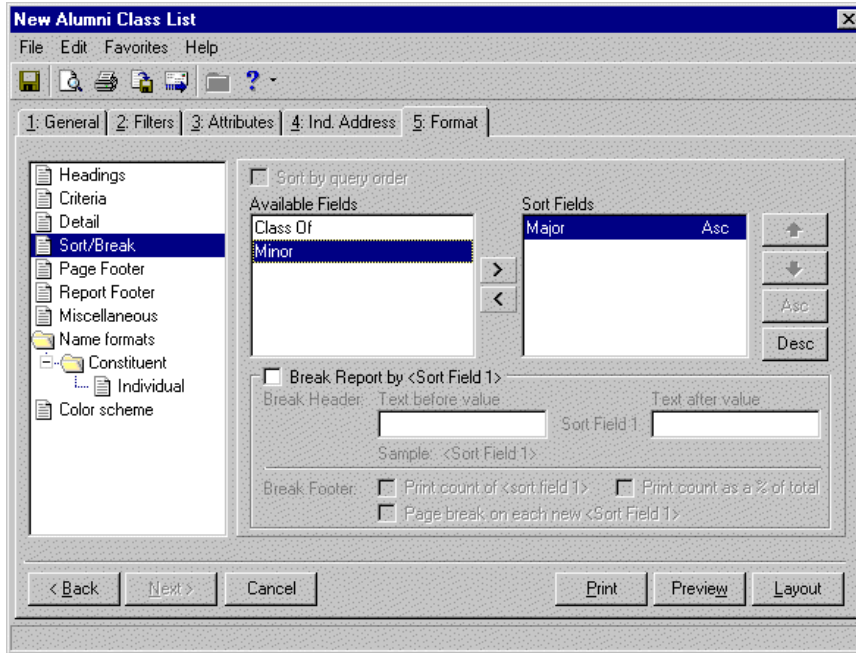 New Alumni Class List
File Edit Favorites Help
?
1: General 2: Filters 3: Attributes 4: Ind. Address 5: Format
Headings
Criteria
Detail
Sort/Break
Page Footer
Report Footer
Miscellaneous
Name formats
Constituent
Individual
Color scheme
Sort by query order
Available Fields
Class Of
Minor
>
<
Sort Fields
Major Asc
Asc
Desc
Break Report by <Sort Field 1>
Break Header: Text before value Text after value
Sort Field 1
Sample: <Sort Field 1>
Break Footer: Print count of <sort field 1> Print count as a % of total
Page break on each new <Sort Field 1>
< Back Next > Cancel Print Preview Layout